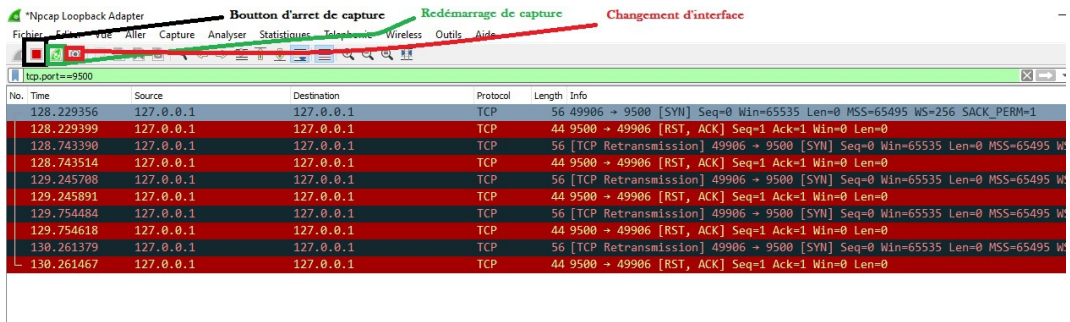 *Npcap Loopback Adapter
Boutton d'arret de capture
Redémarrage de capture
Changement d'interface
Fichier Editer Vue Aller Capture Analyser Statistiques Telephonie Wireless Outils Aide
tcp.port==9500
No. Time Source Destination Protocol Length Info
128.229356 127.0.0.1 127.0.0.1 TCP 56 49906 → 9500 [SYN] Seq=0 Win=65535 Len=0 MSS=65495 WS=256 SACK_PERM=1
128.229399 127.0.0.1 127.0.0.1 TCP 44 9500 → 49906 [RST, ACK] Seq=1 Ack=1 Win=0 Len=0
128.743390 127.0.0.1 127.0.0.1 TCP 56 [TCP Retransmission] 49906 → 9500 [SYN] Seq=0 Win=65535 Len=0 MSS=65495 WS
128.743514 127.0.0.1 127.0.0.1 TCP 44 9500 → 49906 [RST, ACK] Seq=1 Ack=1 Win=0 Len=0
129.245708 127.0.0.1 127.0.0.1 TCP 56 [TCP Retransmission] 49906 → 9500 [SYN] Seq=0 Win=65535 Len=0 MSS=65495 WS
129.245891 127.0.0.1 127.0.0.1 TCP 44 9500 → 49906 [RST, ACK] Seq=1 Ack=1 Win=0 Len=0
129.754484 127.0.0.1 127.0.0.1 TCP 56 [TCP Retransmission] 49906 → 9500 [SYN] Seq=0 Win=65535 Len=0 MSS=65495 WS
129.754618 127.0.0.1 127.0.0.1 TCP 44 9500 → 49906 [RST, ACK] Seq=1 Ack=1 Win=0 Len=0
130.261379 127.0.0.1 127.0.0.1 TCP 56 [TCP Retransmission] 49906 → 9500 [SYN] Seq=0 Win=65535 Len=0 MSS=65495 WS
130.261467 127.0.0.1 127.0.0.1 TCP 44 9500 → 49906 [RST, ACK] Seq=1 Ack=1 Win=0 Len=0